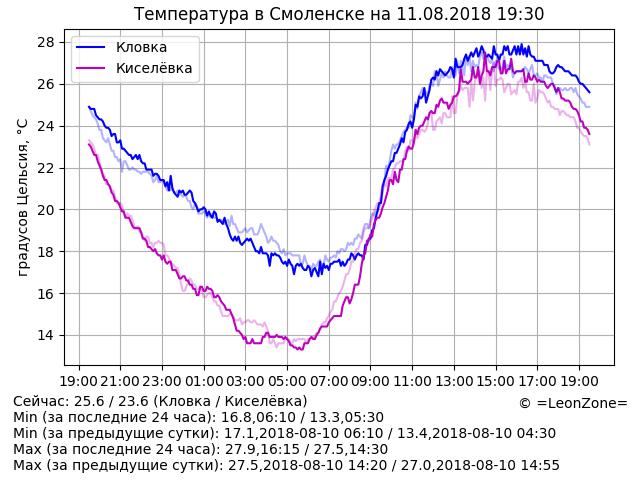 Температура в Смоленске на 11.08.2018 19:30
Кловка
Киселёвка
градусов Цельсия, °C
28
26
24
22
20
18
16
14
19:00 21:00 23:00 01:00 03:00 05:00 07:00 09:00 11:00 13:00 15:00 17:00 19:00
Сейчас: 25.6 / 23.6 (Кловка / Киселёвка)
© =LeonZone=
Min (за последние 24 часа): 16.8,06:10 / 13.3,05:30
Min (за предыдущие сутки): 17.1,2018-08-10 06:10 / 13.4,2018-08-10 04:30
Max (за последние 24 часа): 27.9,16:15 / 27.5,14:30
Max (за предыдущие сутки): 27.5,2018-08-10 14:20 / 27.0,2018-08-10 14:55